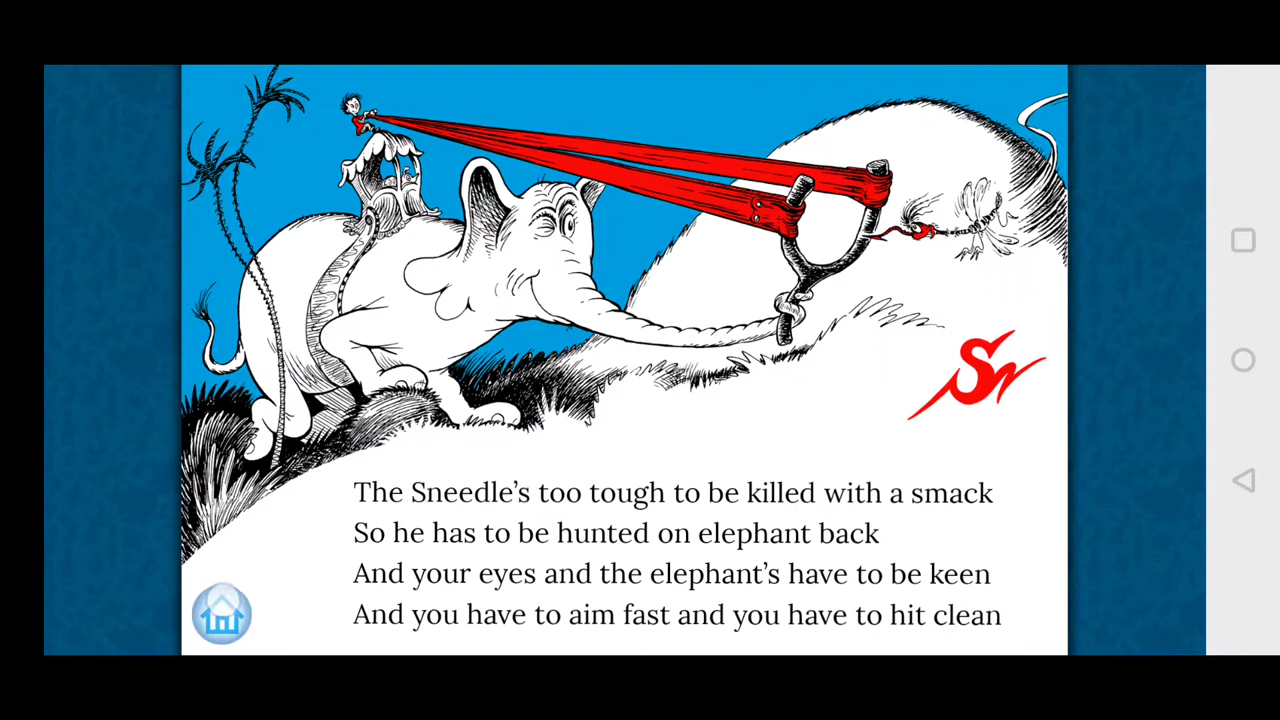 Sn
The Sneedle's too tough to be killed with a smack
So he has to be hunted on elephant back
And your eyes and the elephant's have to be keen
And you have to aim fast and you have to hit clean